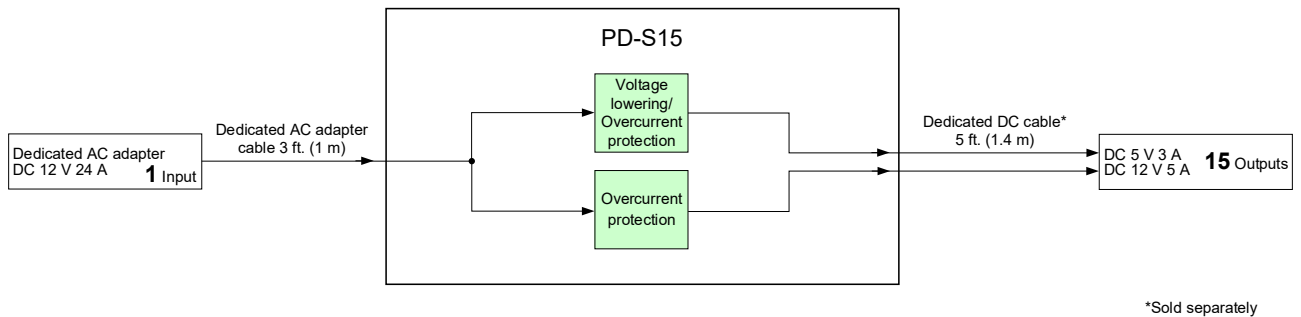 PD-S15
Voltage
lowering/
Overcurrent
protection
Dedicated AC adapter
cable 3 ft. (1 m)
Dedicated DC cable*
5 ft. (1.4 m)
Dedicated AC adapter
DC 12 V 24 A 1 Input
DC 5 V 3 A
DC 12 V 5 A 15 Outputs
Overcurrent
protection
*Sold separately